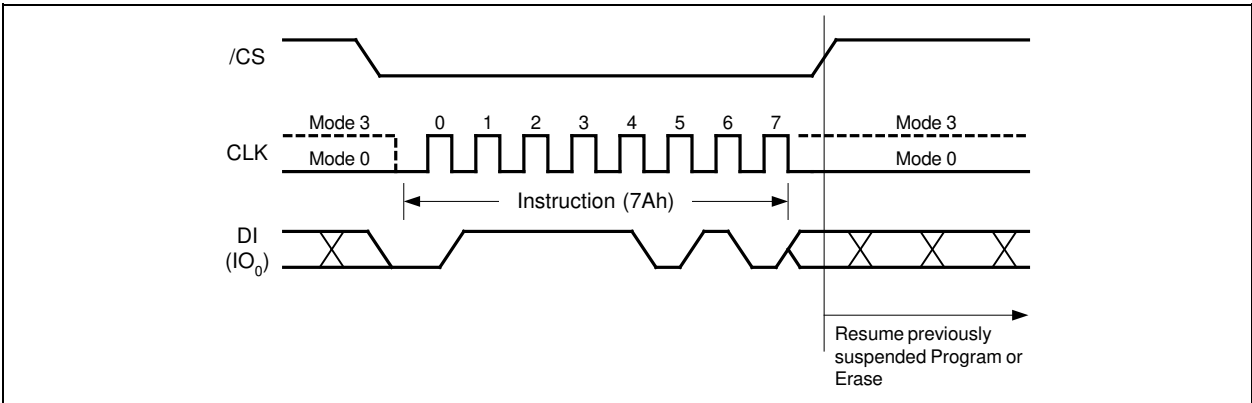 /CS
Mode 3 0 1 2 3 4 5 6 7 Mode 3
CLK
Mode 0 Mode 0
Instruction (7Ah)
DI
(IO0)
Resume previously
suspended Program or
Erase